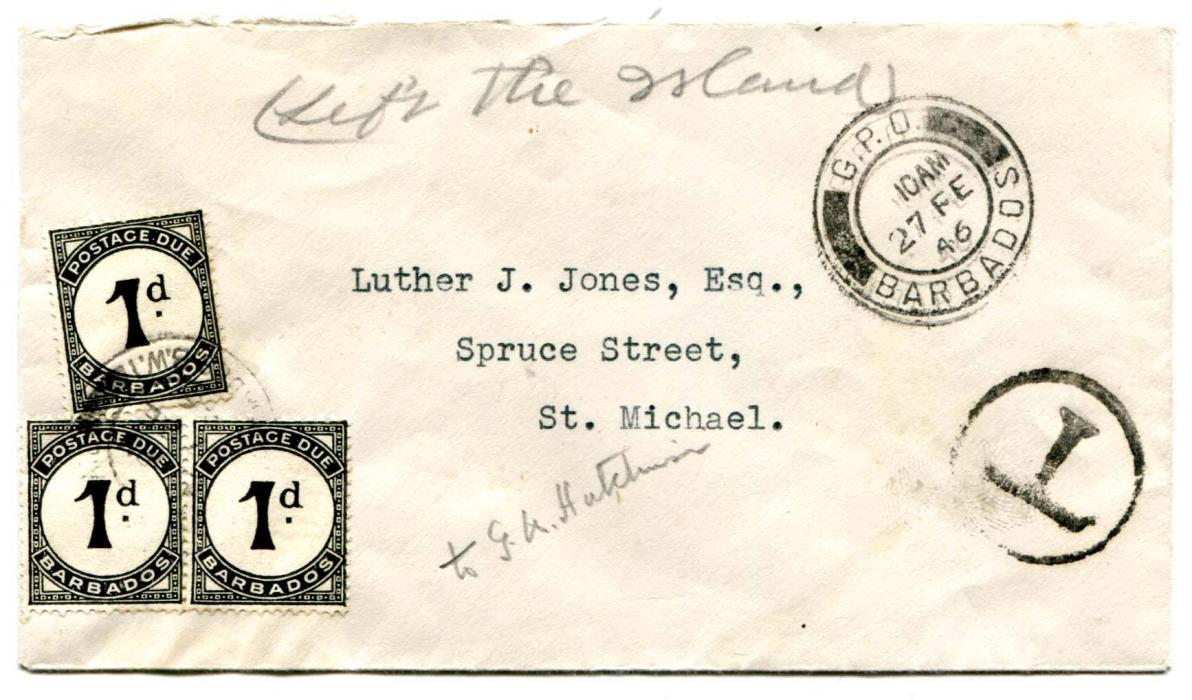 (Left the Island)
G.P.O.
10AM
27 FE
46
BARBADOS
Luther J. Jones, Esq.,
Spruce Street,
St. Michael.
to G. H.
T
POSTAGE DUE
1d.
BARBADOS
POSTAGE DUE
1d.
BARBADOS
POSTAGE DUE
1d.
BARBADOS